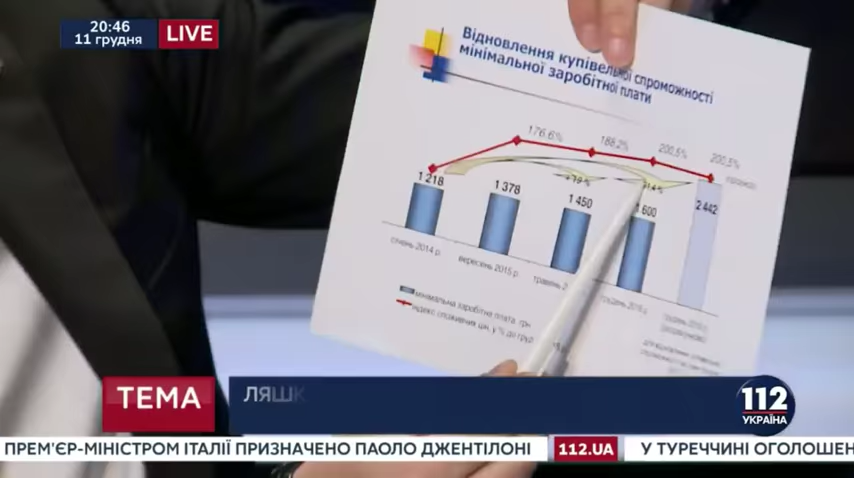 20:46
11 грудня
LIVE
Відновлення купівельної спроможності
мінімальної заробітної плати
176,6%
188,2%
200,5%
200,5%
1 218
1 378
1 450
1 600
2 442
січень 2014 р.
вересень 2015 р.
травень
грудень 2016 р.
мінімальна заробітна плата, грн
індекс споживчих цін, у % до груд
ТЕМА
ЛЯШК
112
УКРАЇНА
ПРЕМ'ЄР-МІНІСТРОМ ІТАЛІЇ ПРИЗНАЧЕНО ПАОЛО ДЖЕНТІЛОНІ
112.UA
У ТУРЕЧЧИНІ ОГОЛОШЕН